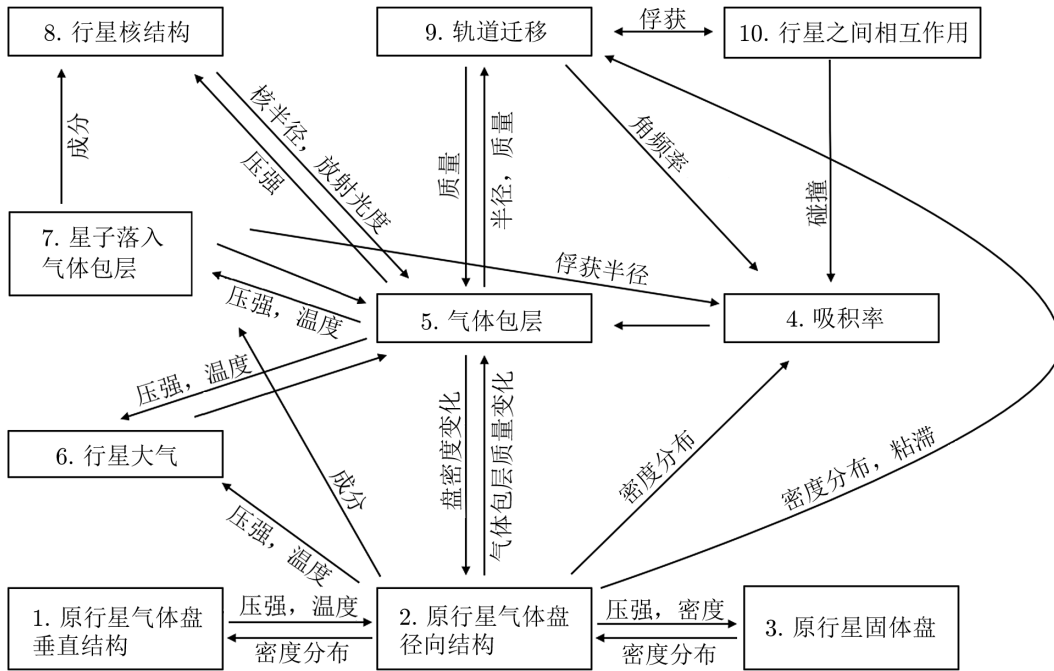 8. 行星核结构
9. 轨道迁移
俘获
10. 行星之间相互作用
成分
核半径，放射光度
压强
质量
半径，质量
角频率
碰撞
7. 星子落入
气体包层
俘获半径
压强，温度
5. 气体包层
4. 吸积率
压强，温度
6. 行星大气
成分
盘密度变化
气体包层质量变化
密度分布
密度分布，粘滞
压强，温度
1. 原行星气体盘
垂直结构
压强，温度
密度分布
2. 原行星气体盘
径向结构
压强，密度
密度分布
3. 原行星固体盘